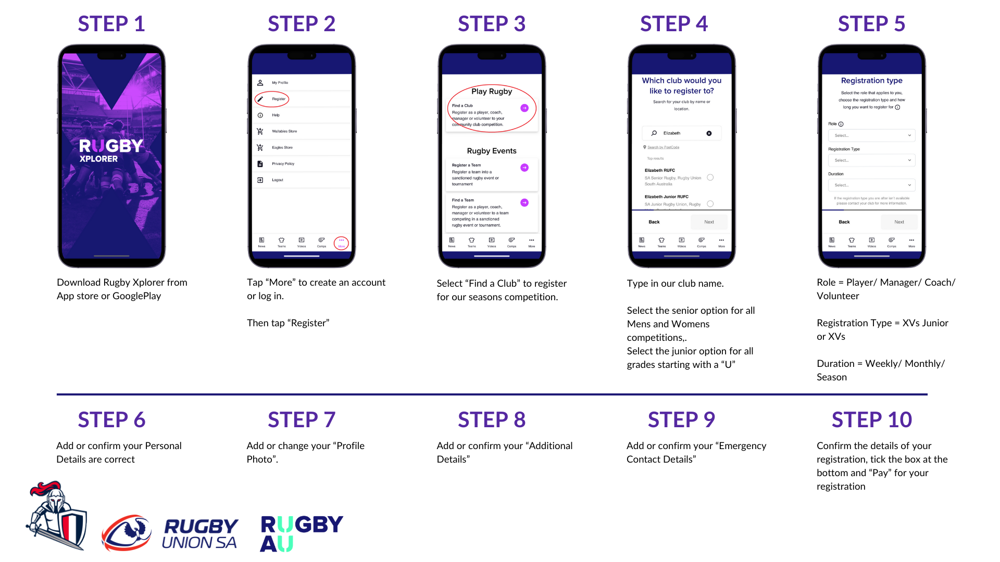 STEP 1
RUGBY
XPLORER
Download Rugby Xplorer from
App store or GooglePlay
STEP 2
My Profile
Register
Help
Wallabies Store
Eagles Store
Privacy Policy
Logout
News Teams Videos Comps More
Tap “More” to create an account
or log in.
Then tap “Register”
STEP 3
Play Rugby
Find a Club
Register as a player, coach,
manager or volunteer to your
community club competition.
Rugby Events
Register a Team
Register a team into a
sanctioned rugby event or
tournament
Find a Team
Register as a player, coach,
manager or volunteer to a team
competing in a sanctioned
rugby event or tournament.
News Teams Videos Comps More
Select “Find a Club” to register
for our seasons competition.
STEP 4
Which club would you
like to register to?
Search for your club by name or
location.
Elizabeth
Search by PostCode
Top results
Elizabeth RUFC
SA Senior Rugby, Rugby Union
South Australia
Elizabeth Junior RUFC
SA Junior Rugby Union, Rugby
Back Next
News Teams Videos Comps More
Type in our club name.
Select the senior option for all
Mens and Womens
competitions,.
Select the junior option for all
grades starting with a “U”
STEP 5
Registration type
Select the role that applies to you,
choose the registration type and how
long you want to register for
Role
Select...
Registration Type
Select...
Duration
Select...
If the registration type you are after isn't available
please contact your club for more information.
Back Next
News Teams Videos Comps More
Role = Player/ Manager/ Coach/
Volunteer
Registration Type = XVs Junior
or XVs
Duration = Weekly/ Monthly/
Season
STEP 6
Add or confirm your Personal
Details are correct
STEP 7
Add or change your “Profile
Photo”.
STEP 8
Add or confirm your “Additional
Details”
STEP 9
Add or confirm your “Emergency
Contact Details”
STEP 10
Confirm the details of your
registration, tick the box at the
bottom and “Pay” for your
registration
RUGBY
UNION SA
RUGBY
AU